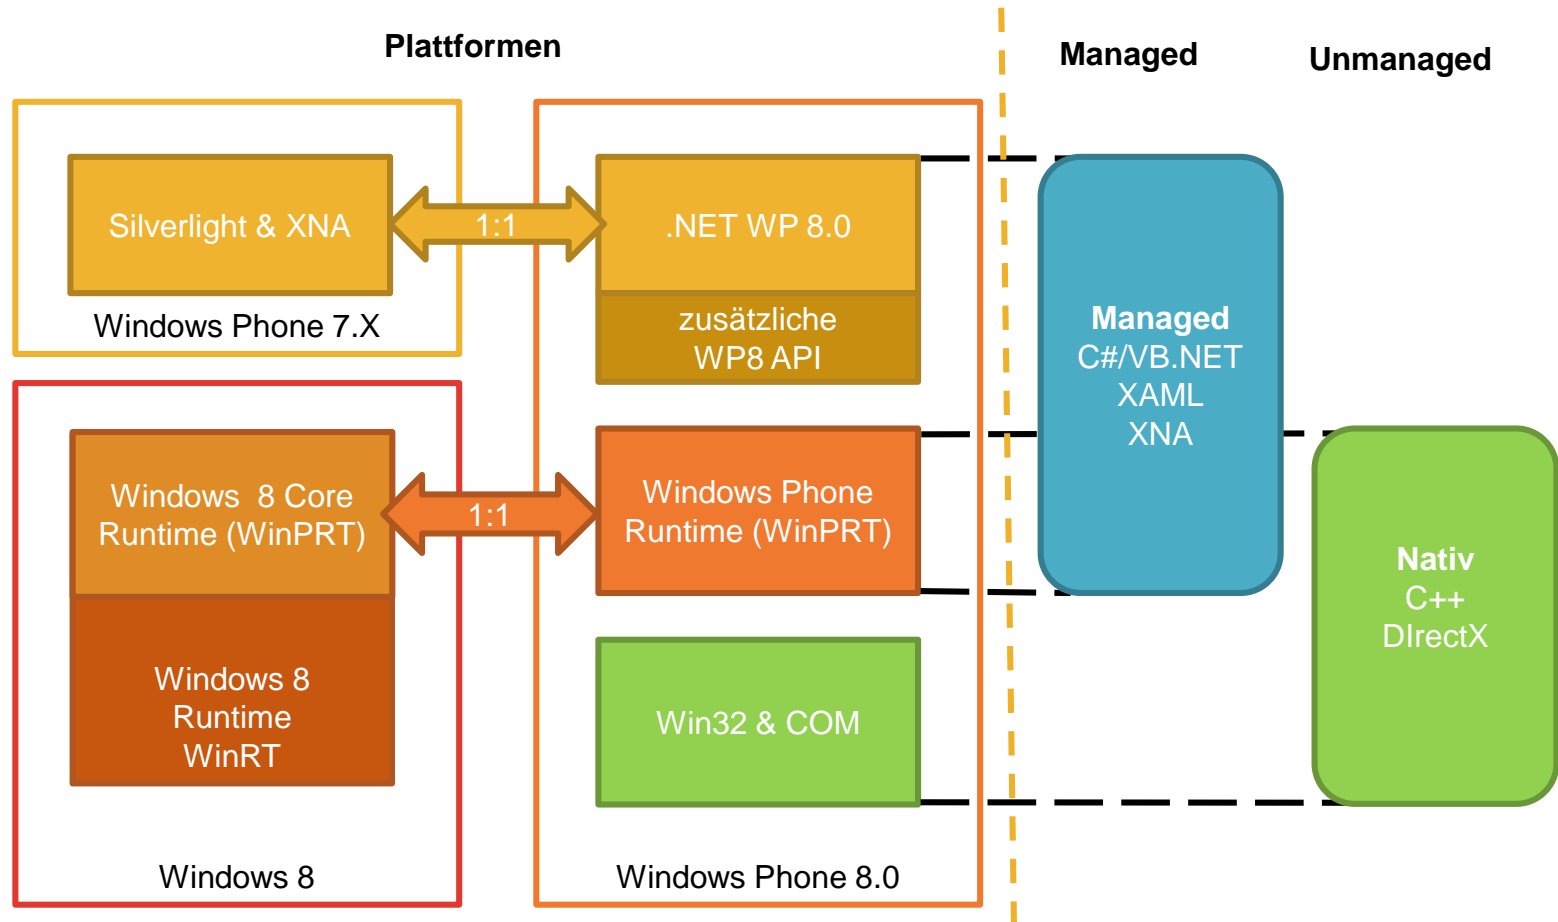 Plattformen
Managed
Unmanaged
Silverlight & XNA
1:1
.NET WP 8.0
Windows Phone 7.X
zusätzliche
WP8 API
Managed
C#/VB.NET
XAML
XNA
Windows  8 Core
Runtime (WinPRT)
1:1
Windows Phone
Runtime (WinPRT)
Nativ
C++
DIrectX
Windows 8
Runtime
WinRT
Win32 & COM
Windows 8
Windows Phone 8.0